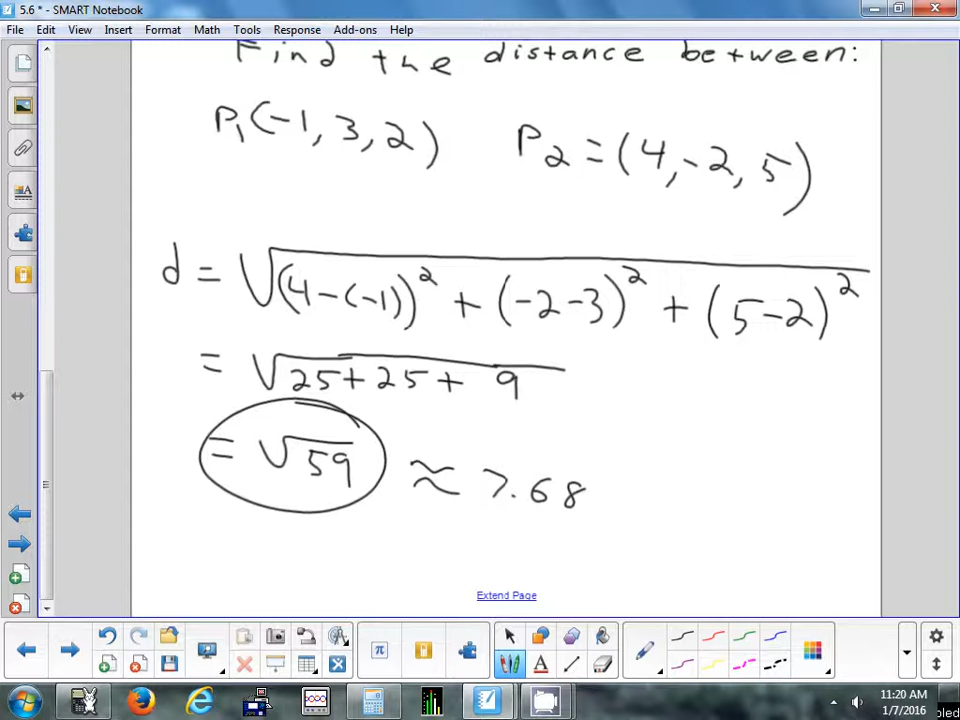 5.6 * - SMART Notebook
File Edit View Insert Format Math Tools Response Add-ons Help
Find the distance between:
P₁(-1, 3, 2) P₂ = (4, -2, 5)
d = √(4-(-1))² + (-2-3)² + (5-2)²
= √25+25+ 9
= √59 ≈ 7.68
Extend Page
11:20 AM
1/7/2016